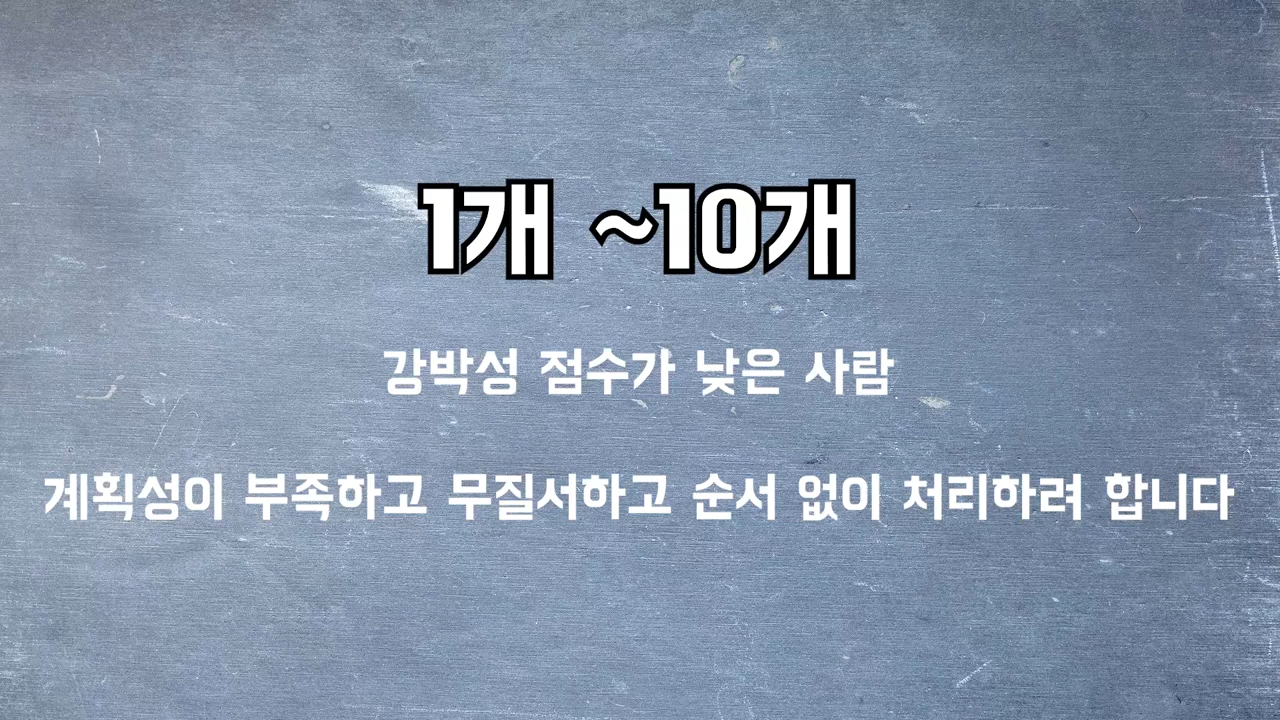 1개 ~10개
강박성 점수가 낮은 사람
계획성이 부족하고 무질서하고 순서 없이 처리하려 합니다